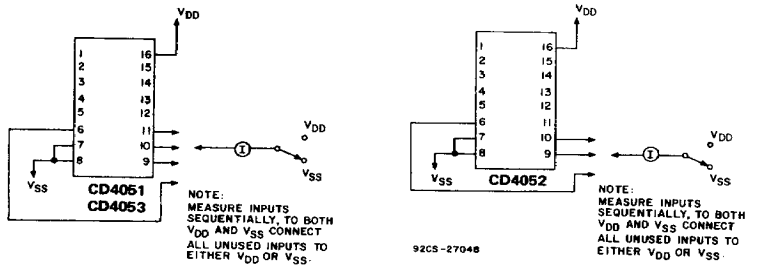 VDD
1 16
2 15
3 14
4 13
5 12
6 11
7 10
8 9
VSS
CD4051
CD4053
I
VDD
VSS
NOTE:
MEASURE INPUTS
SEQUENTIALLY, TO BOTH
VDD AND VSS CONNECT
ALL UNUSED INPUTS TO
EITHER VDD OR VSS.
VDD
1 16
2 15
3 14
4 13
5 12
6 11
7 10
8 9
VSS
CD4052
I
VDD
VSS
NOTE:
MEASURE INPUTS
SEQUENTIALLY, TO BOTH
VDD AND VSS CONNECT
ALL UNUSED INPUTS TO
EITHER VDD OR VSS.
92CS-27048